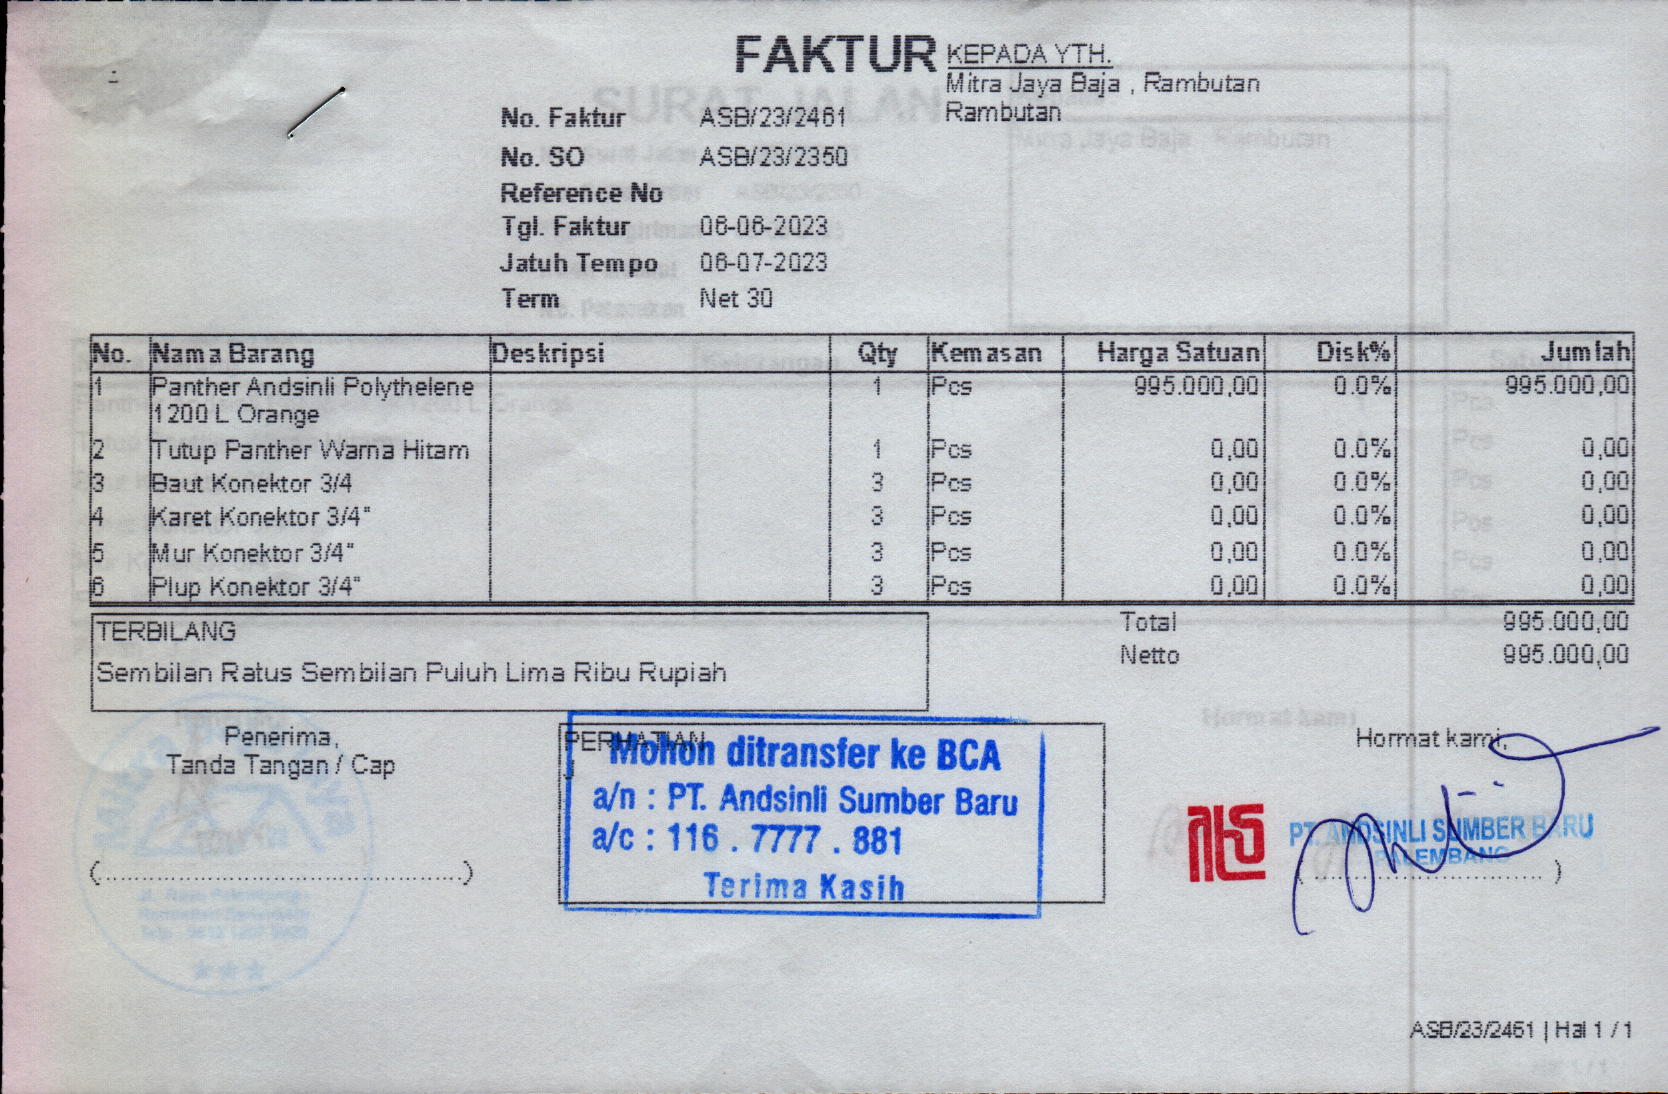 FAKTUR
KEPADA YTH.
Mitra Jaya Baja , Rambutan
Rambutan
No. Faktur ASB/23/2461
No. SO ASB/23/2350
Reference No
Tgl. Faktur 06-06-2023
Jatuh Tempo 06-07-2023
Term Net 30
No. Nama Barang Deskripsi Qty Kemasan Harga Satuan Disk% Jumlah
1 Panther Andsinli Polythelene 1 Pcs 995.000,00 0.0% 995.000,00
1200 L Orange
2 Tutup Panther Warna Hitam 1 Pcs 0,00 0.0% 0,00
3 Baut Konektor 3/4 3 Pcs 0,00 0.0% 0,00
4 Karet Konektor 3/4" 3 Pcs 0,00 0.0% 0,00
5 Mur Konektor 3/4" 3 Pcs 0,00 0.0% 0,00
6 Plup Konektor 3/4" 3 Pcs 0,00 0.0% 0,00
TERBILANG
Sembilan Ratus Sembilan Puluh Lima Ribu Rupiah
Total 995.000,00
Netto 995.000,00
Penerima,
Tanda Tangan / Cap
(...........................................................)
PERHATIAN
Mohon ditransfer ke BCA
a/n : PT. Andsinli Sumber Baru
a/c : 116 . 7777 . 881
Terima Kasih
Hormat kami,
PT. ANDSINLI SUMBER BARU
PALEMBANG
ASB/23/2461 | Hal 1 / 1